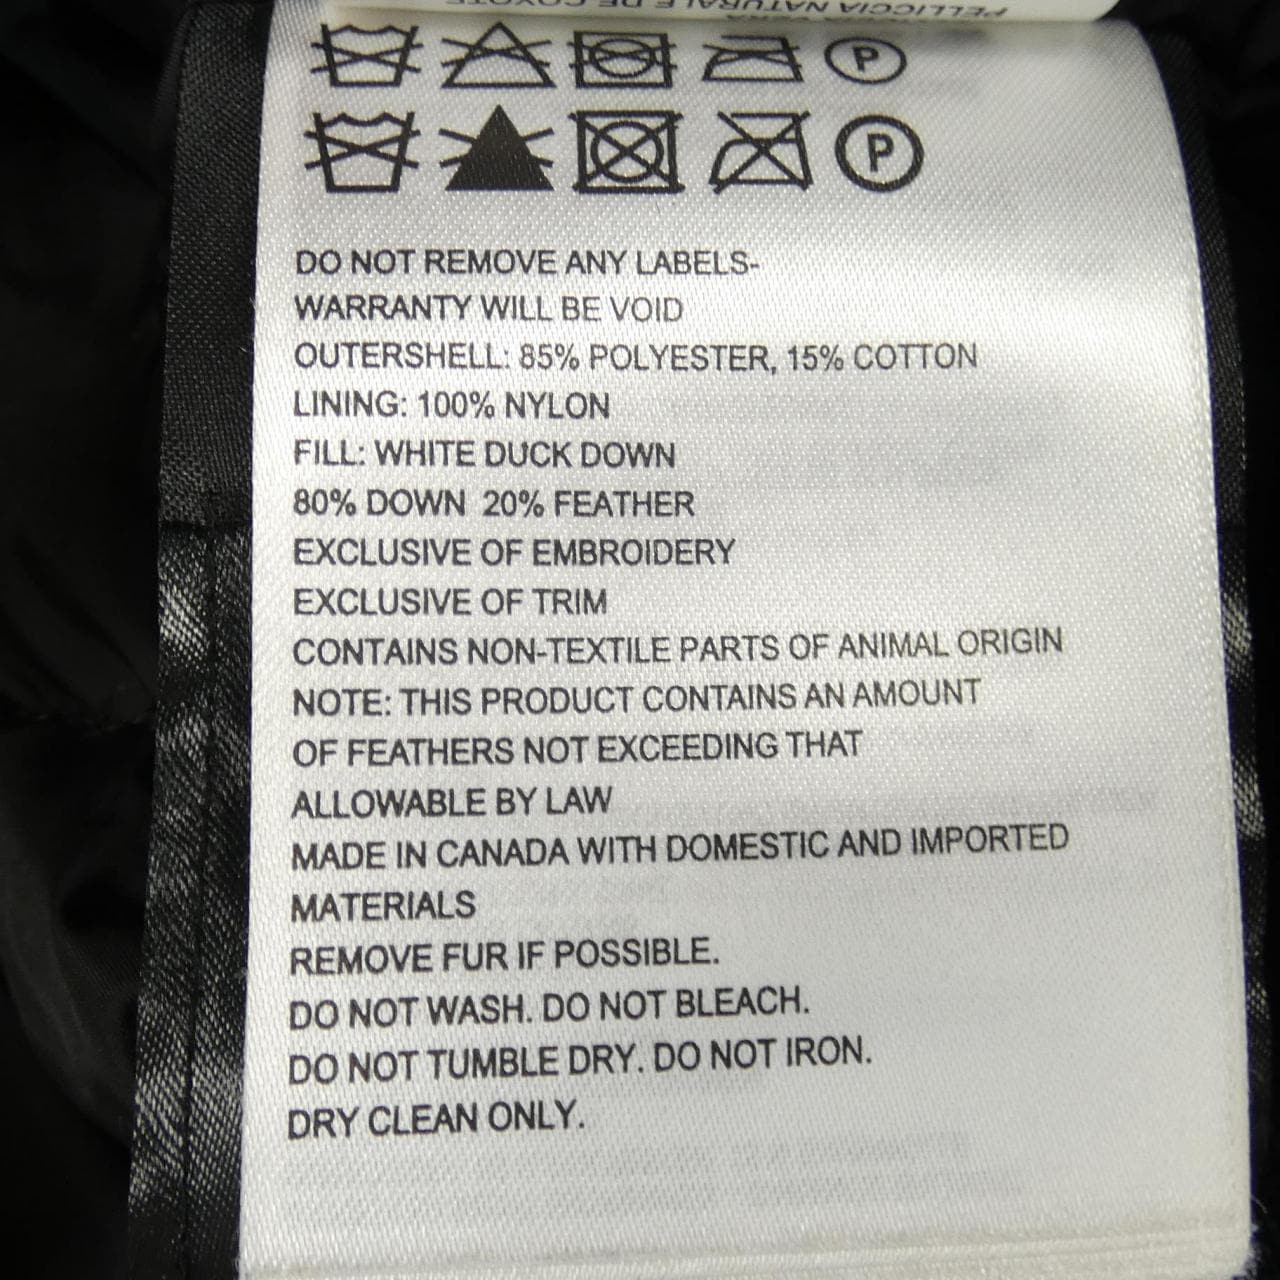 PELLICCIA NATURALE DE COYOTE
P
P
DO NOT REMOVE ANY LABELS-
WARRANTY WILL BE VOID
OUTERSHELL: 85% POLYESTER, 15% COTTON
LINING: 100% NYLON
FILL: WHITE DUCK DOWN
80% DOWN 20% FEATHER
EXCLUSIVE OF EMBROIDERY
EXCLUSIVE OF TRIM
CONTAINS NON-TEXTILE PARTS OF ANIMAL ORIGIN
NOTE: THIS PRODUCT CONTAINS AN AMOUNT
OF FEATHERS NOT EXCEEDING THAT
ALLOWABLE BY LAW
MADE IN CANADA WITH DOMESTIC AND IMPORTED
MATERIALS
REMOVE FUR IF POSSIBLE.
DO NOT WASH. DO NOT BLEACH.
DO NOT TUMBLE DRY. DO NOT IRON.
DRY CLEAN ONLY.